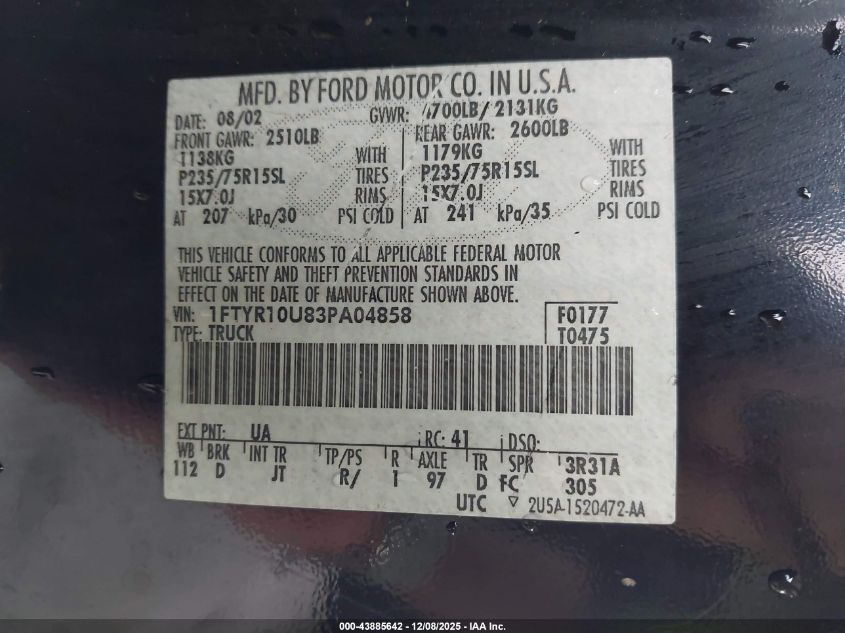 MFD. BY FORD MOTOR CO. IN U.S.A.
DATE: 08/02 GVWR: 4700LB/ 2131KG
FRONT GAWR: 2510LB REAR GAWR: 2600LB
1138KG WITH 1179KG WITH
P235/75R15SL TIRES P235/75R15SL TIRES
15X7.0J RIMS 15X7.0J RIMS
AT 207 kPa/30 PSI COLD AT 241 kPa/35 PSI COLD
THIS VEHICLE CONFORMS TO ALL APPLICABLE FEDERAL MOTOR
VEHICLE SAFETY AND THEFT PREVENTION STANDARDS IN
EFFECT ON THE DATE OF MANUFACTURE SHOWN ABOVE.
VIN: 1FTYR10U83PA04858 F0177
TYPE: TRUCK T0475
EXT PNT: UA RC: 41 DSO:
WB BRK INT TR TP/PS R AXLE TR SPR 3R31A
112 D JT R/ 1 97 D FC 305
UTC ▽ 2U5A-1520472-AA
000-43885642 - 12/08/2025 - IAA Inc.